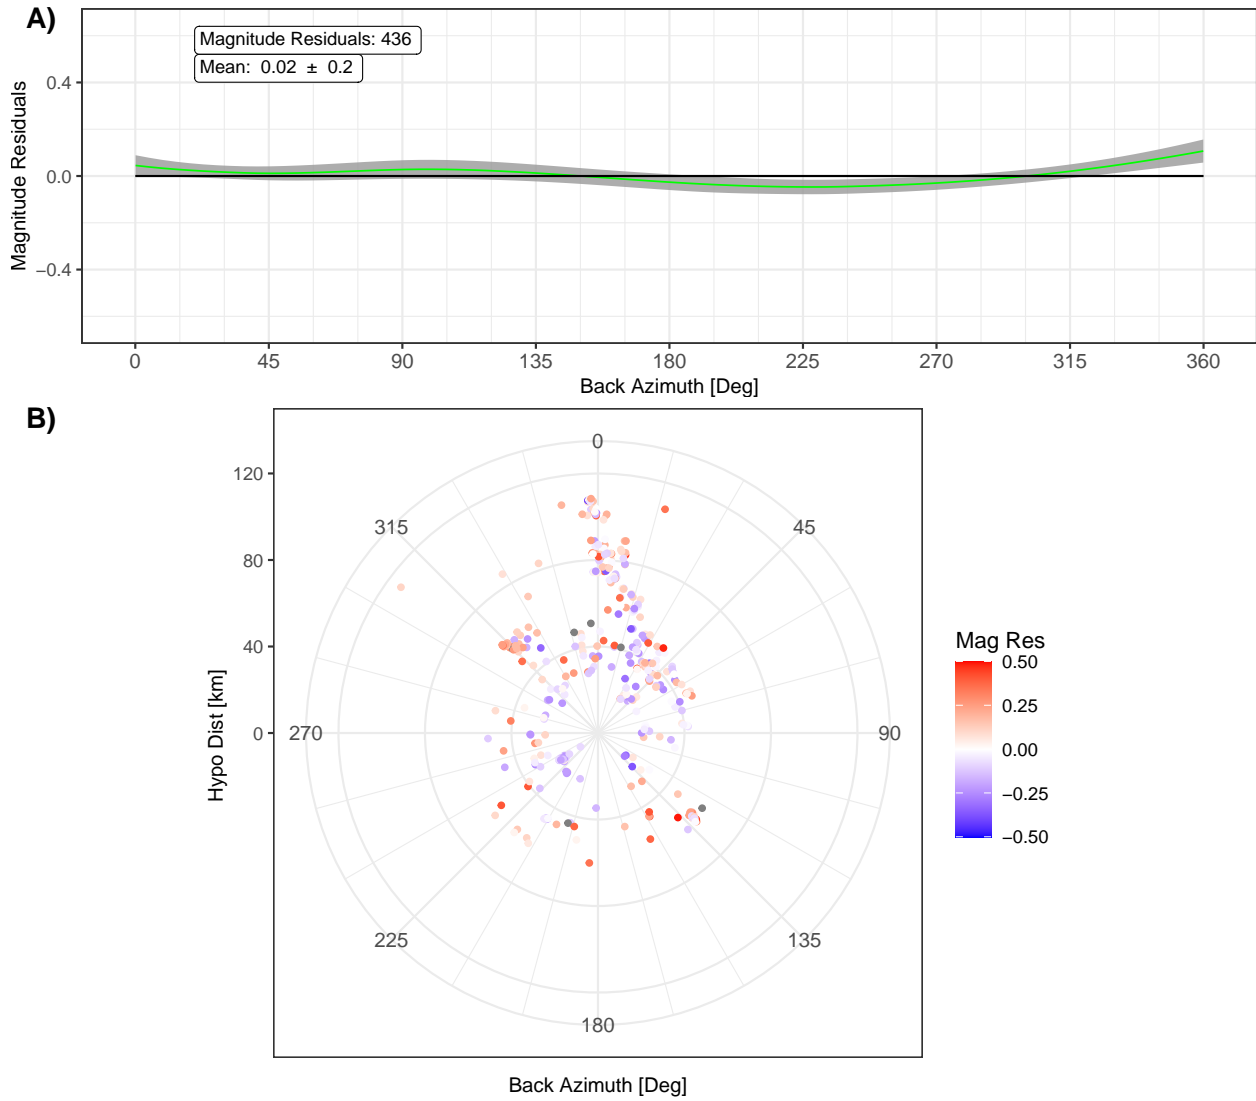 A)
Magnitude Residuals: 436
Mean:  0.02  ±  0.2
Magnitude Residuals
0.4
0.0
−0.4
0 45 90 135 180 225 270 315 360
Back Azimuth [Deg]
B)
Hypo Dist [km]
120
80
40
0
0
45
90
135
180
225
270
315
Back Azimuth [Deg]
Mag Res
0.50
0.25
0.00
−0.25
−0.50